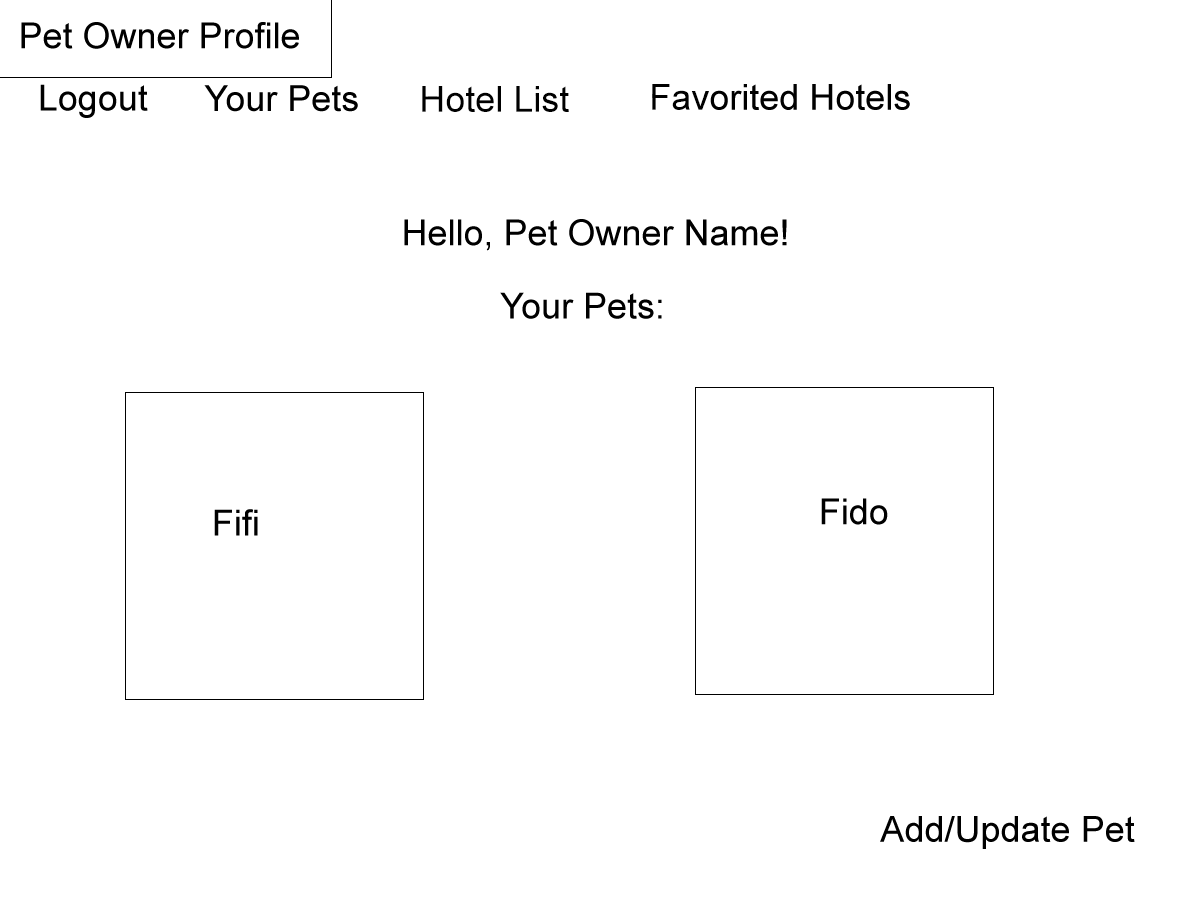 Pet Owner Profile
Logout Your Pets Hotel List Favorited Hotels
Hello, Pet Owner Name!
Your Pets:
Fifi
Fido
Add/Update Pet